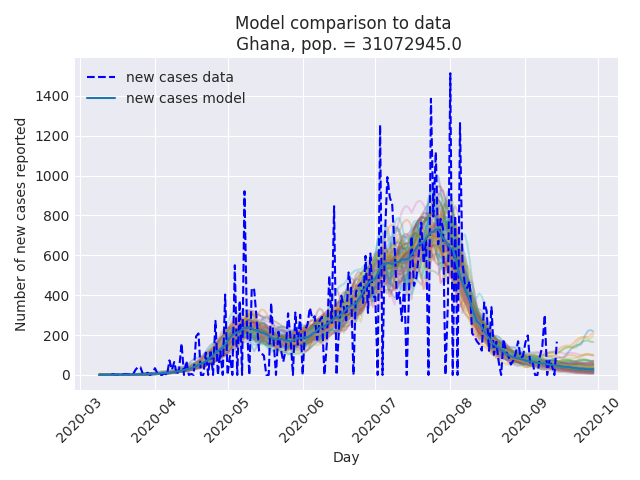 Model comparison to data
Ghana, pop. = 31072945.0
new cases data
new cases model
Number of new cases reported
1400
1200
1000
800
600
400
200
0
2020-03
2020-04
2020-05
2020-06
2020-07
2020-08
2020-09
2020-10
Day